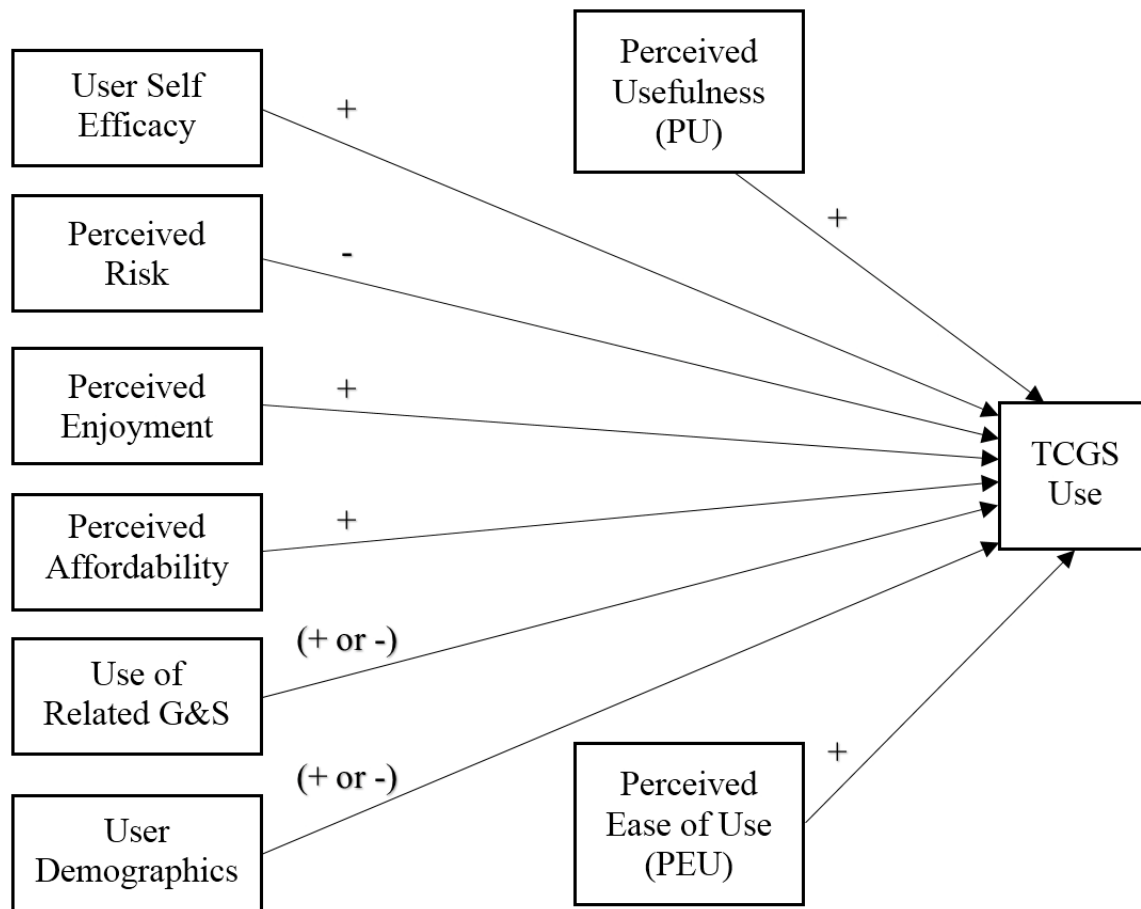 User Self
Efficacy
+
Perceived
Usefulness
(PU)
+
Perceived
Risk
-
Perceived
Enjoyment
+
Perceived
Affordability
+
TCGS
Use
Use of
Related G&S
(+ or -)
User
Demographics
(+ or -)
Perceived
Ease of Use
(PEU)
+